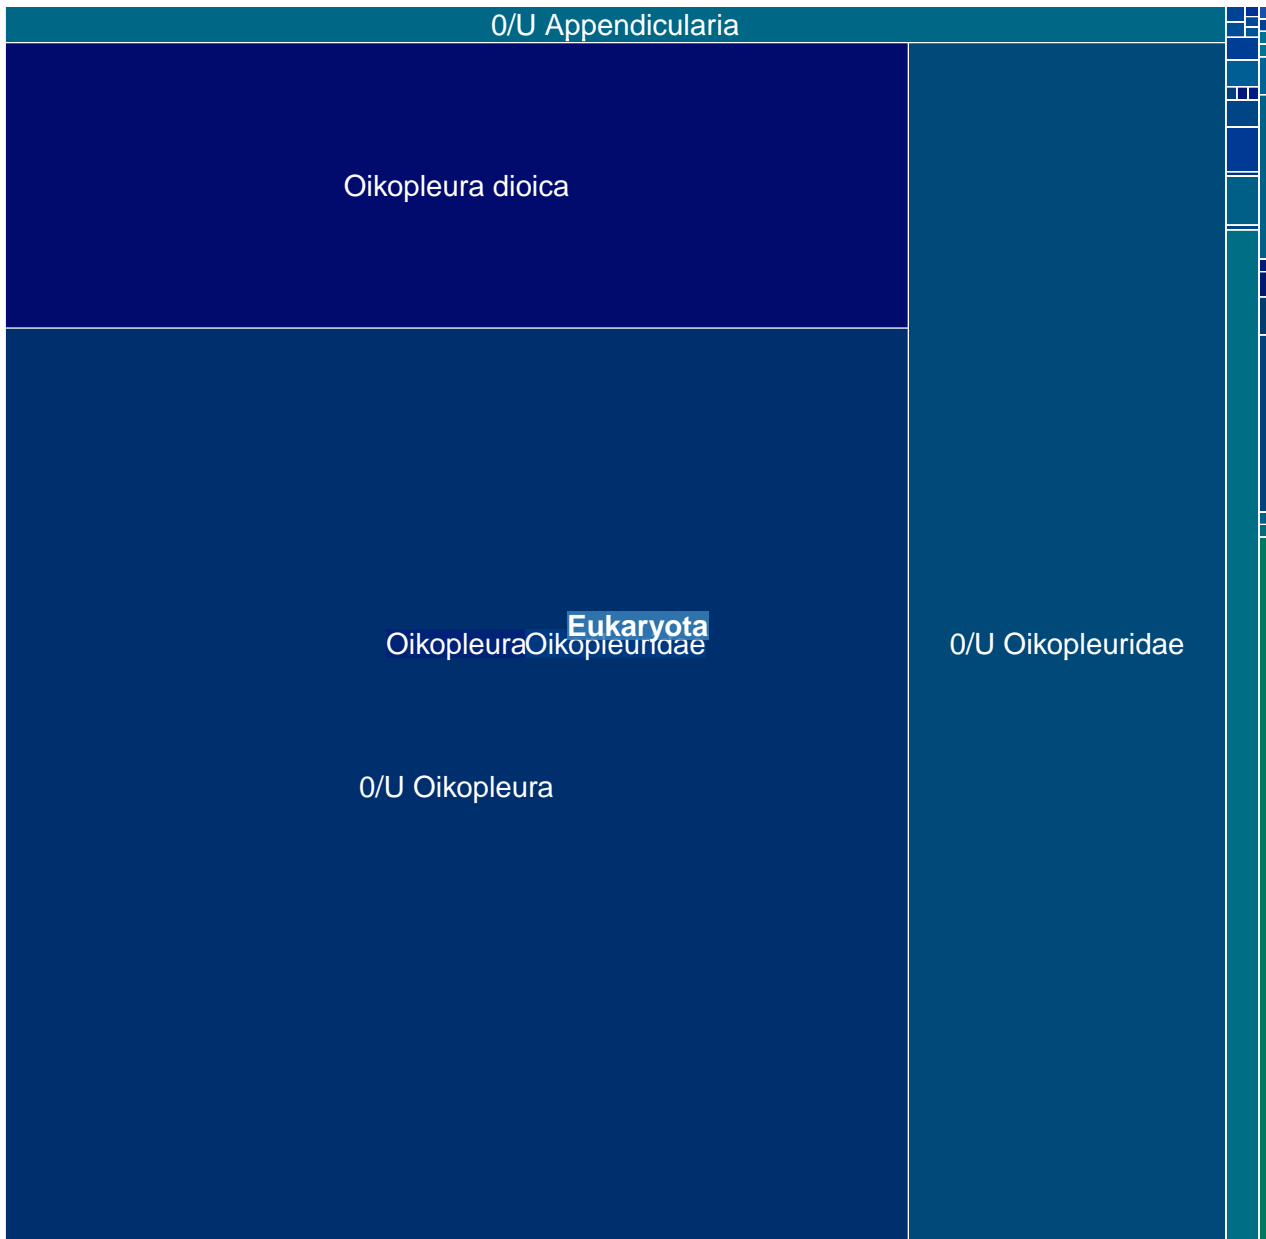 0/U Appendicularia
Oikopleura dioica
Eukaryota
Oikopleura
Oikopleuridae
0/U Oikopleuridae
0/U Oikopleura